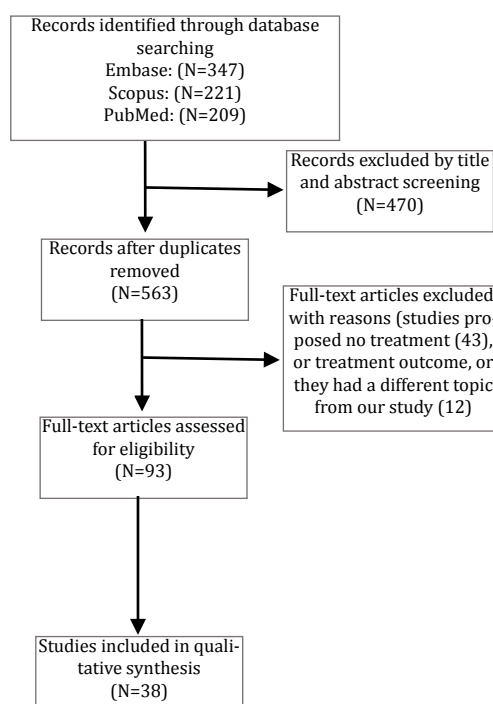 Records identified through database
searching
Embase: (N=347)
Scopus: (N=221)
PubMed: (N=209)
Records excluded by title
and abstract screening
(N=470)
Records after duplicates
removed
(N=563)
Full-text articles excluded
with reasons (studies pro-
posed no treatment (43),
or treatment outcome, or
they had a different topic
from our study (12)
Full-text articles assessed
for eligibility
(N=93)
Studies included in quali-
tative synthesis
(N=38)